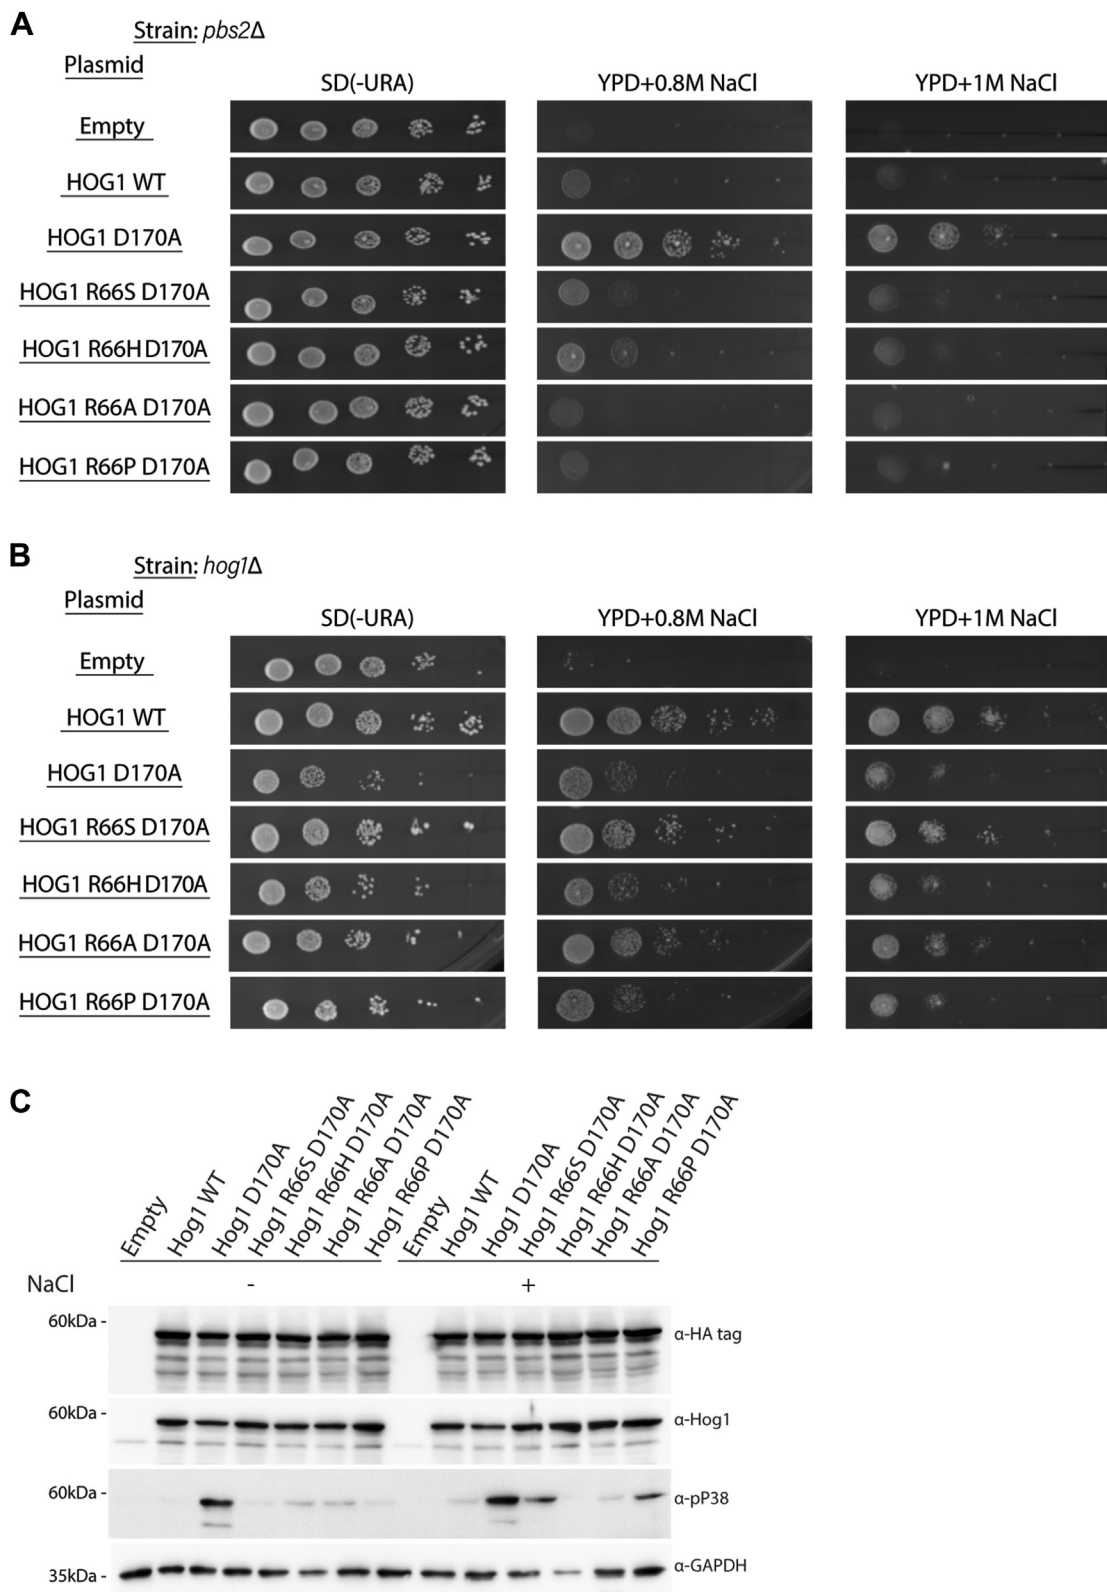 A
Strain: pbs2Δ
Plasmid
SD(-URA) YPD+0.8M NaCl YPD+1M NaCl
Empty
HOG1 WT
HOG1 D170A
HOG1 R66S D170A
HOG1 R66H D170A
HOG1 R66A D170A
HOG1 R66P D170A
B
Strain: hog1Δ
Plasmid
SD(-URA) YPD+0.8M NaCl YPD+1M NaCl
Empty
HOG1 WT
HOG1 D170A
HOG1 R66S D170A
HOG1 R66H D170A
HOG1 R66A D170A
HOG1 R66P D170A
C
Empty
Hog1 WT
Hog1 D170A
Hog1 R66S D170A
Hog1 R66H D170A
Hog1 R66A D170A
Hog1 R66P D170A
Empty
Hog1 WT
Hog1 D170A
Hog1 R66S D170A
Hog1 R66H D170A
Hog1 R66A D170A
Hog1 R66P D170A
NaCl - +
60kDa - α-HA tag
60kDa - α-Hog1
60kDa - α-pP38
35kDa - α-GAPDH